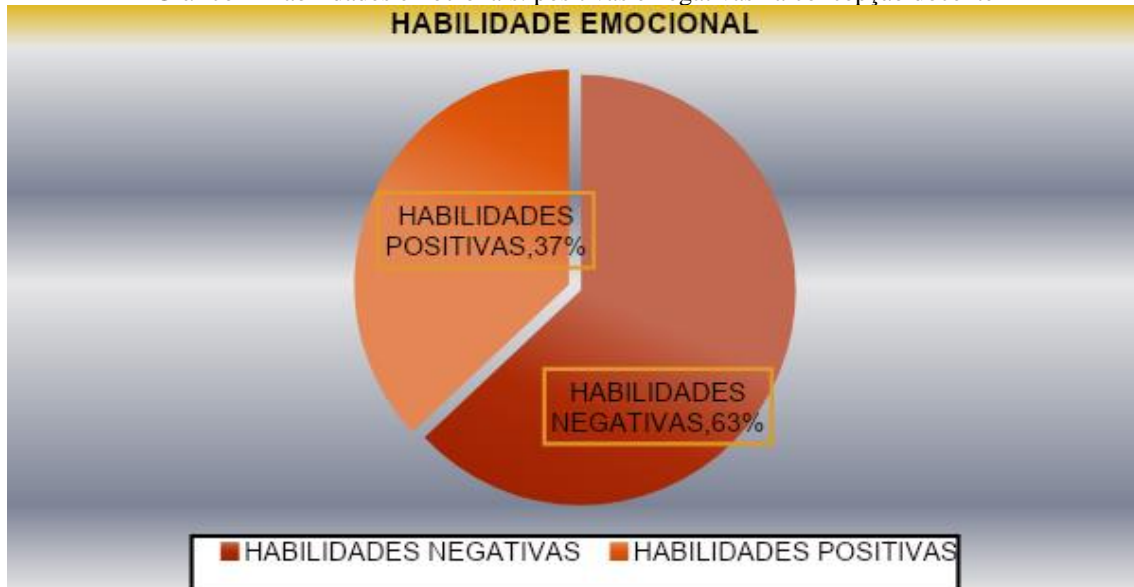 HABILIDADE EMOCIONAL
HABILIDADES
POSITIVAS,37%
HABILIDADES
NEGATIVAS,63%
HABILIDADES NEGATIVAS HABILIDADES POSITIVAS